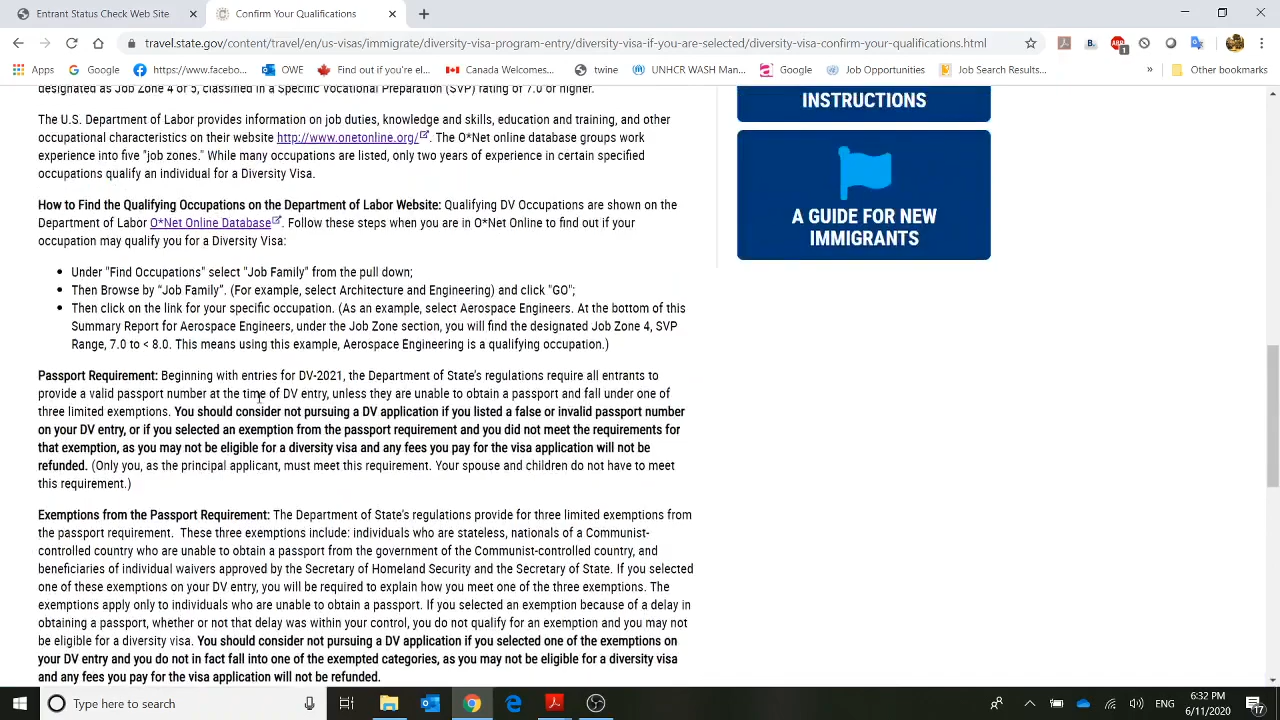 Entrant Status Check Web Site
Confirm Your Qualifications
travel.state.gov/content/travel/en/us-visas/immigrate/diversity-visa-program-entry/diversity-visa-if-you-are-selected/diversity-visa-confirm-your-qualifications.html
Apps Google https://www.facebo... OWE Find out if you're el... Canada Welcomes... twine UNHCR WASH Man... Google Job Opportunities Job Search Results... » Other bookmarks
designated as Job Zone 4 or 5, classified in a Specific Vocational Preparation (SVP) rating of 7.0 or higher.
The U.S. Department of Labor provides information on job duties, knowledge and skills, education and training, and other
occupational characteristics on their website http://www.onetonline.org/. The O*Net online database groups work
experience into five "job zones." While many occupations are listed, only two years of experience in certain specified
occupations qualify an individual for a Diversity Visa.
How to Find the Qualifying Occupations on the Department of Labor Website: Qualifying DV Occupations are shown on the
Department of Labor O*Net Online Database. Follow these steps when you are in O*Net Online to find out if your
occupation may qualify you for a Diversity Visa:
• Under "Find Occupations" select "Job Family" from the pull down;
• Then Browse by “Job Family”. (For example, select Architecture and Engineering) and click "GO";
• Then click on the link for your specific occupation. (As an example, select Aerospace Engineers. At the bottom of this
Summary Report for Aerospace Engineers, under the Job Zone section, you will find the designated Job Zone 4, SVP
Range, 7.0 to < 8.0. This means using this example, Aerospace Engineering is a qualifying occupation.)
Passport Requirement: Beginning with entries for DV-2021, the Department of State's regulations require all entrants to
provide a valid passport number at the time of DV entry, unless they are unable to obtain a passport and fall under one of
three limited exemptions. You should consider not pursuing a DV application if you listed a false or invalid passport number
on your DV entry, or if you selected an exemption from the passport requirement and you did not meet the requirements for
that exemption, as you may not be eligible for a diversity visa and any fees you pay for the visa application will not be
refunded. (Only you, as the principal applicant, must meet this requirement. Your spouse and children do not have to meet
this requirement.)
Exemptions from the Passport Requirement: The Department of State's regulations provide for three limited exemptions from
the passport requirement. These three exemptions include: individuals who are stateless, nationals of a Communist-
controlled country who are unable to obtain a passport from the government of the Communist-controlled country, and
beneficiaries of individual waivers approved by the Secretary of Homeland Security and the Secretary of State. If you selected
one of these exemptions on your DV entry, you will be required to explain how you meet one of the three exemptions. The
exemptions apply only to individuals who are unable to obtain a passport. If you selected an exemption because of a delay in
obtaining a passport, whether or not that delay was within your control, you do not qualify for an exemption and you may not
be eligible for a diversity visa. You should consider not pursuing a DV application if you selected one of the exemptions on
your DV entry and you do not in fact fall into one of the exempted categories, as you may not be eligible for a diversity visa
and any fees you pay for the visa application will not be refunded.
INSTRUCTIONS
A GUIDE FOR NEW
IMMIGRANTS
Type here to search
ENG
6:32 PM
6/11/2020
17